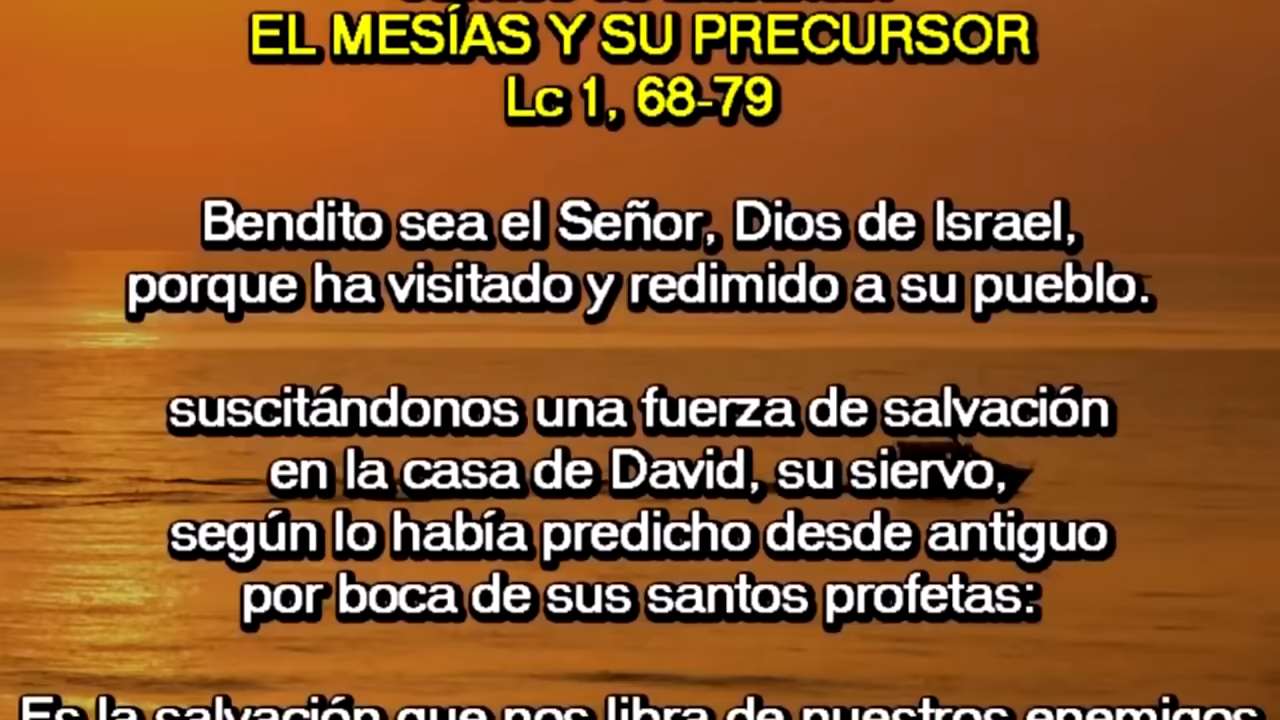 EL MESÍAS Y SU PRECURSOR
Lc 1, 68-79
Bendito sea el Señor, Dios de Israel,
porque ha visitado y redimido a su pueblo.
suscitándonos una fuerza de salvación
en la casa de David, su siervo,
según lo había predicho desde antiguo
por boca de sus santos profetas:
Es la salvación que nos libra de nuestros enemigos